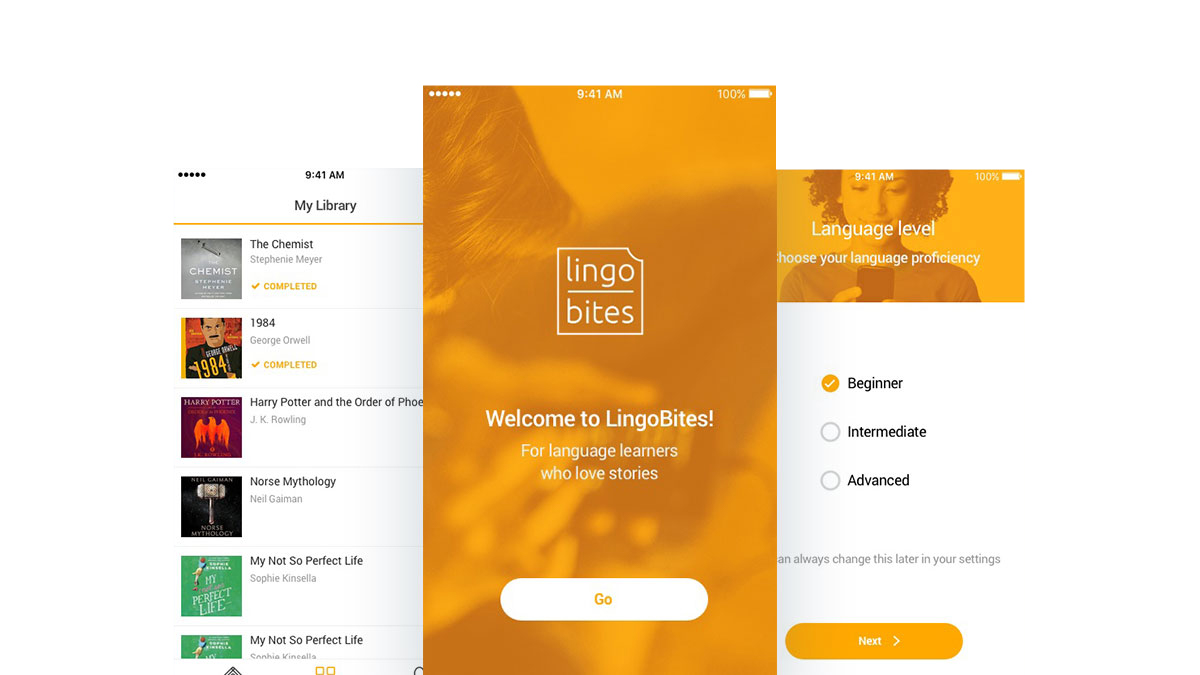 9:41 AM
My Library
THE
CHEMIST
STEPHENIE
MEYER
The Chemist
Stephenie Meyer
COMPLETED
GEORGE ORWELL
1984
1984
George Orwell
COMPLETED
HARRY POTTER
J.K. ROWLING
Harry Potter and the Order of Phoe
J. K. Rowling
NEIL GAIMAN
NORSE
MYTHOLOGY
Norse Mythology
Neil Gaiman
SOPHIE
KINSELLA
MY
PERFECT
LIFE
My Not So Perfect Life
Sophie Kinsella
SOPHIE
KINSELLA
MY
My Not So Perfect Life
Sophie Kinsella
9:41 AM
100%
lingo
bites
Welcome to LingoBites!
For language learners
who love stories
Go
9:41 AM
100%
Language level
hoose your language proficiency
Beginner
Intermediate
Advanced
an always change this later in your settings
Next